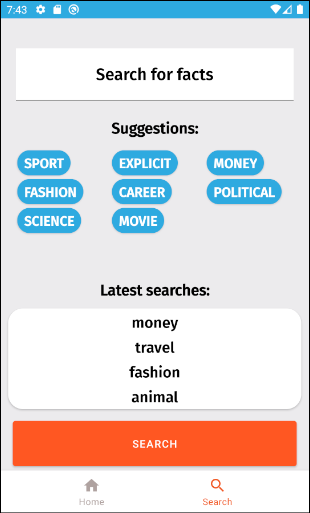 7:43
Search for facts
Suggestions:
SPORT EXPLICIT MONEY
FASHION CAREER POLITICAL
SCIENCE MOVIE
Latest searches:
money
travel
fashion
animal
SEARCH
Home Search